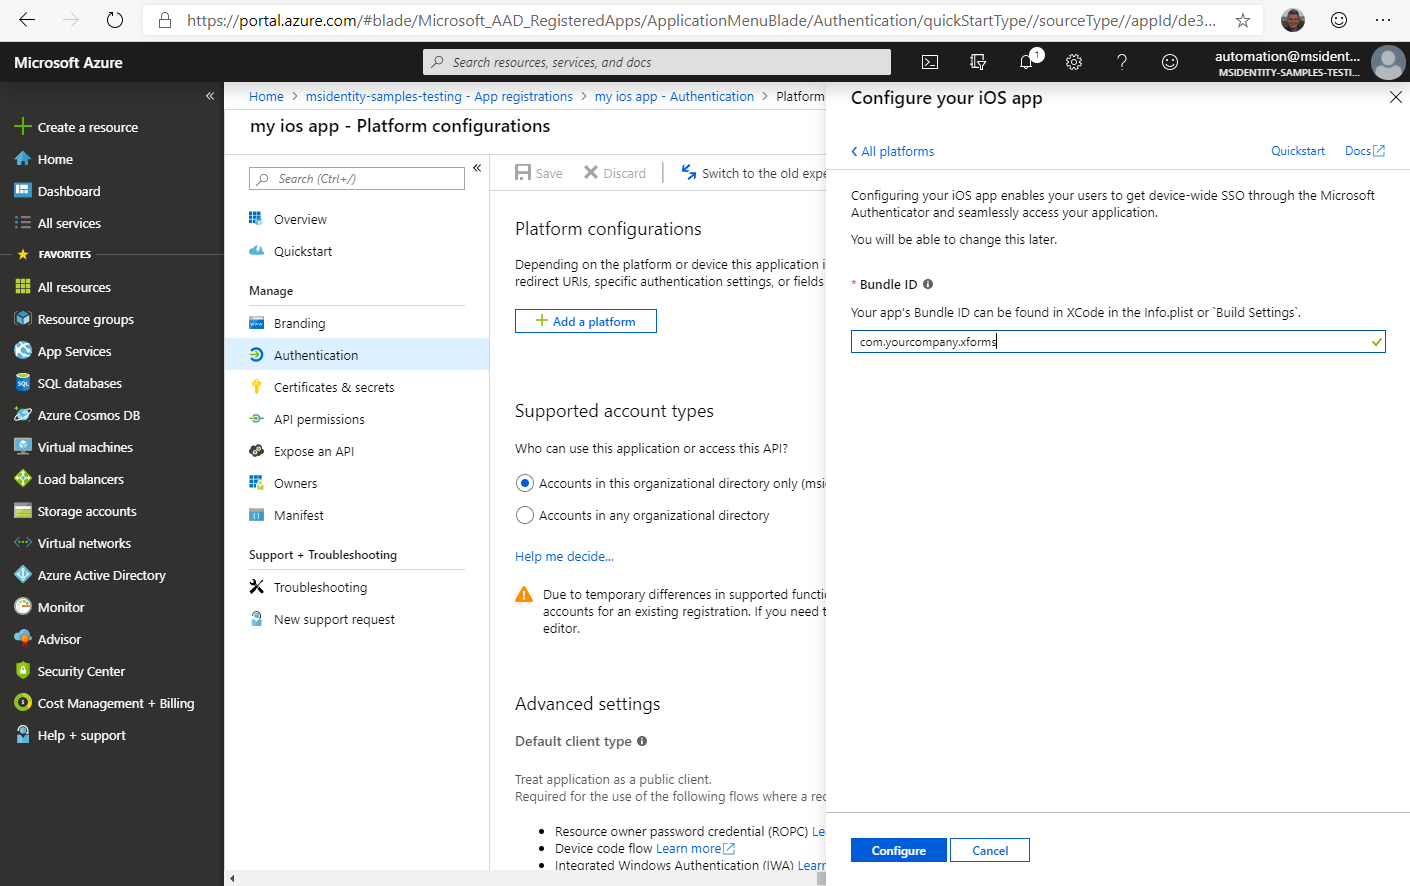 https://portal.azure.com/#blade/Microsoft_AAD_RegisteredApps/ApplicationMenuBlade/Authentication/quickStartType//sourceType//appId/de3...
Microsoft Azure
Search resources, services, and docs
1
automation@msident...
MSIDENTITY-SAMPLES-TESTI...
«
Create a resource
Home
Dashboard
All services
FAVORITES
All resources
Resource groups
App Services
SQL databases
Azure Cosmos DB
Virtual machines
Load balancers
Storage accounts
Virtual networks
Azure Active Directory
Monitor
Advisor
Security Center
Cost Management + Billing
Help + support
Home > msidentity-samples-testing - App registrations > my ios app - Authentication > Platform
my ios app - Platform configurations
Search (Ctrl+/)
«
Overview
Quickstart
Manage
Branding
Authentication
Certificates & secrets
API permissions
Expose an API
Owners
Manifest
Support + Troubleshooting
Troubleshooting
New support request
Save
Discard
Switch to the old expe
Platform configurations
Depending on the platform or device this application i
redirect URIs, specific authentication settings, or fields
Add a platform
Supported account types
Who can use this application or access this API?
Accounts in this organizational directory only (msi
Accounts in any organizational directory
Help me decide...
Due to temporary differences in supported functi
accounts for an existing registration. If you need t
editor.
Advanced settings
Default client type
Treat application as a public client.
Required for the use of the following flows where a rec
• Resource owner password credential (ROPC) Le
• Device code flow Learn more
• Integrated Windows Authentication (IWA) Learn
Configure your iOS app
All platforms
Quickstart
Docs
Configuring your iOS app enables your users to get device-wide SSO through the Microsoft
Authenticator and seamlessly access your application.
You will be able to change this later.
* Bundle ID
Your app's Bundle ID can be found in XCode in the Info.plist or `Build Settings`.
com.yourcompany.xforms
Configure
Cancel